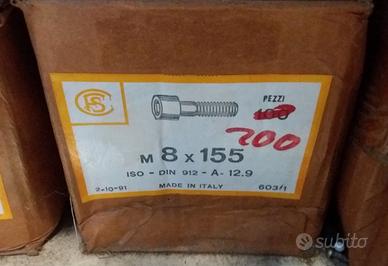 CFS
PEZZI
100
200
M 8 x 155
ISO - DIN 912 - A - 12.9
2-10-91 MADE IN ITALY 603/1
subito